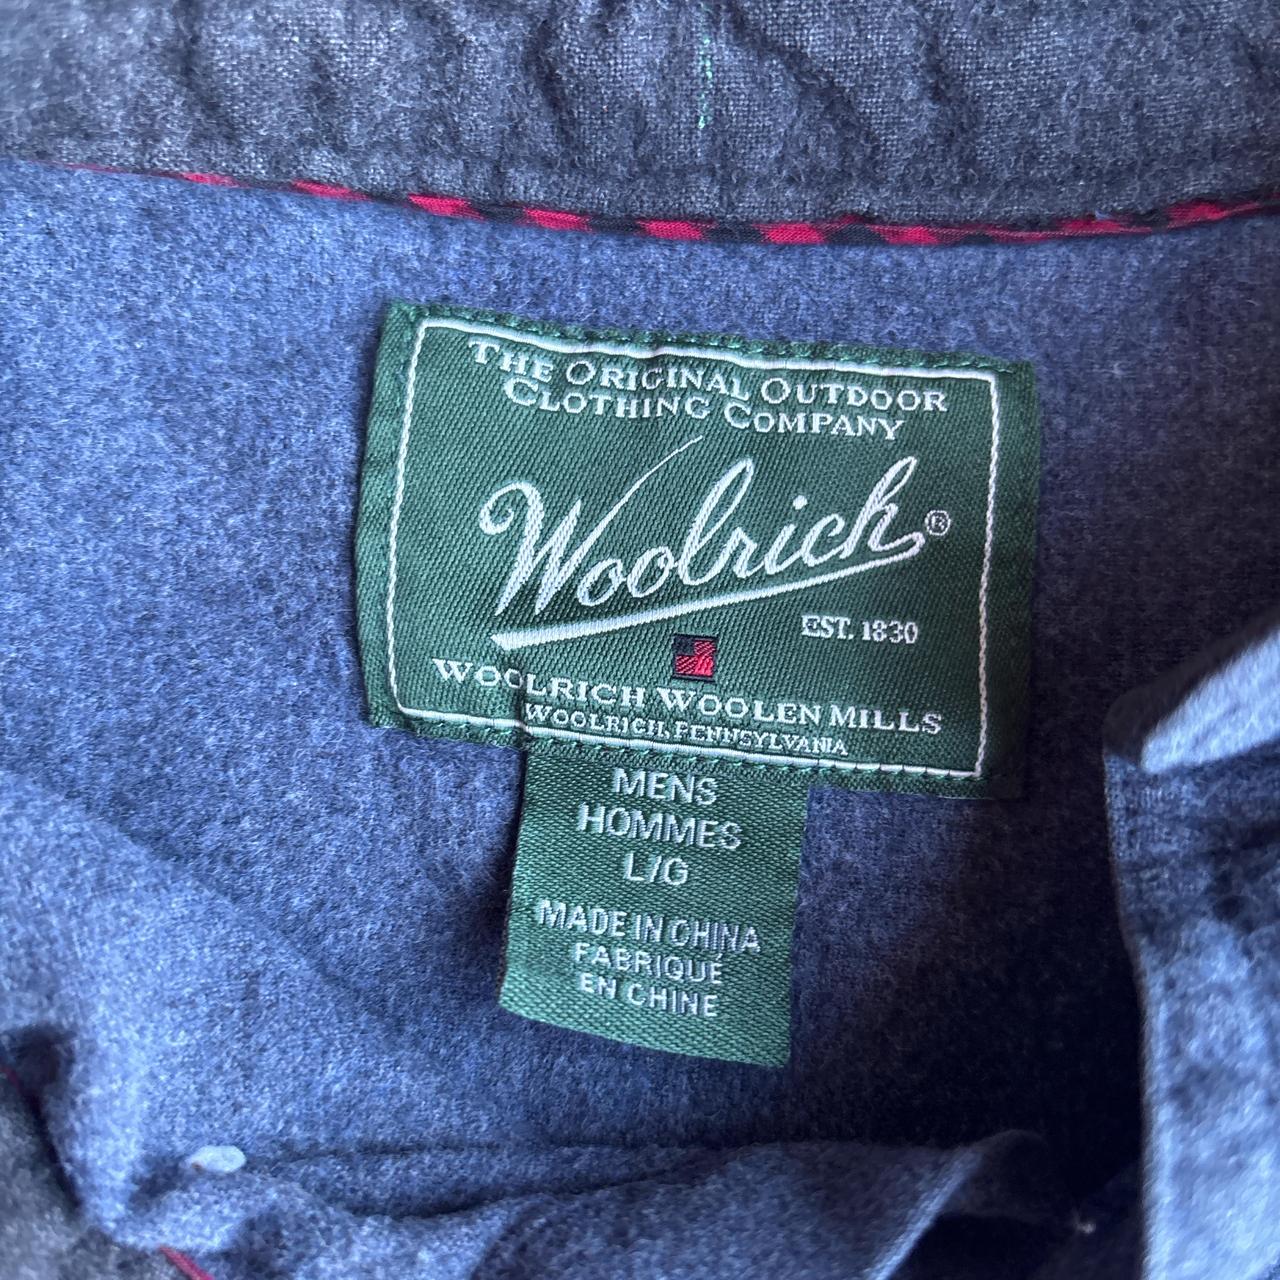 THE ORIGINAL OUTDOOR
CLOTHING COMPANY
Woolrich®
EST. 1830
WOOLRICH WOOLEN MILLS
WOOLRICH, PENNSYLVANIA
MENS
HOMMES
L/G
MADE IN CHINA
FABRIQUÉ
EN CHINE